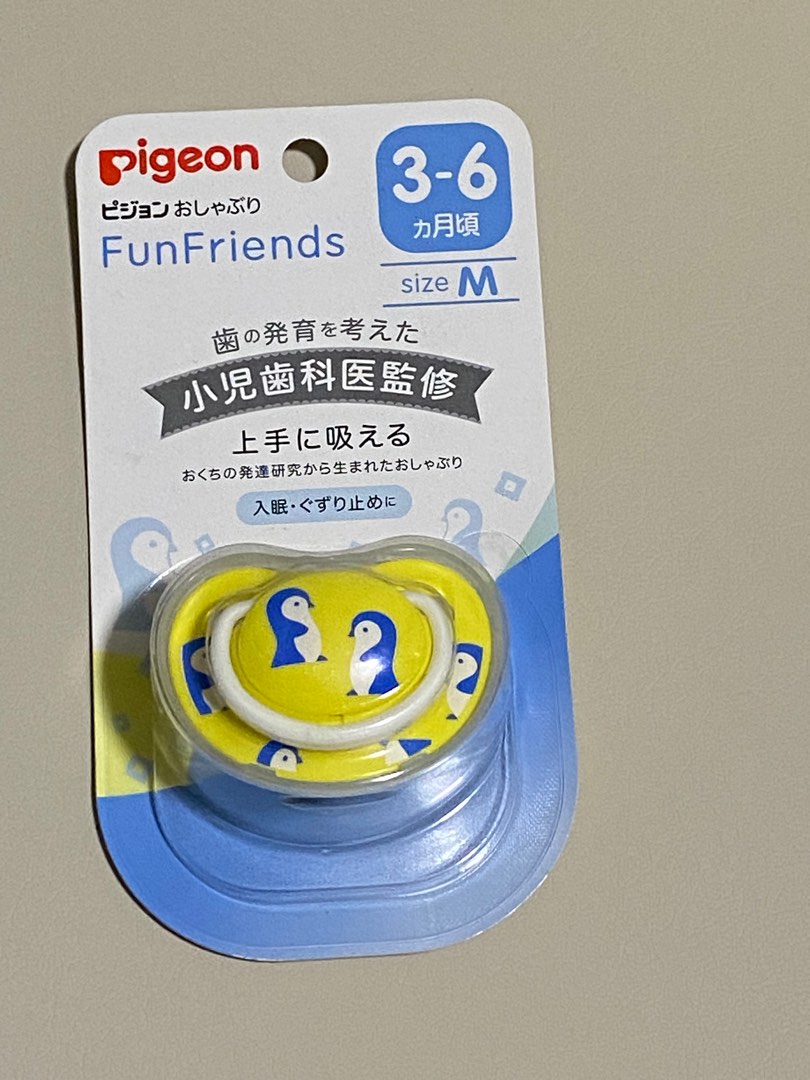 Pigeon
ピジョン おしゃぶり
FunFriends
3-6
ヵ月頃
size M
歯の発育を考えた
小児歯科医監修
上手に吸える
おくちの発達研究から生まれたおしゃぶり
入眠・ぐずり止めに